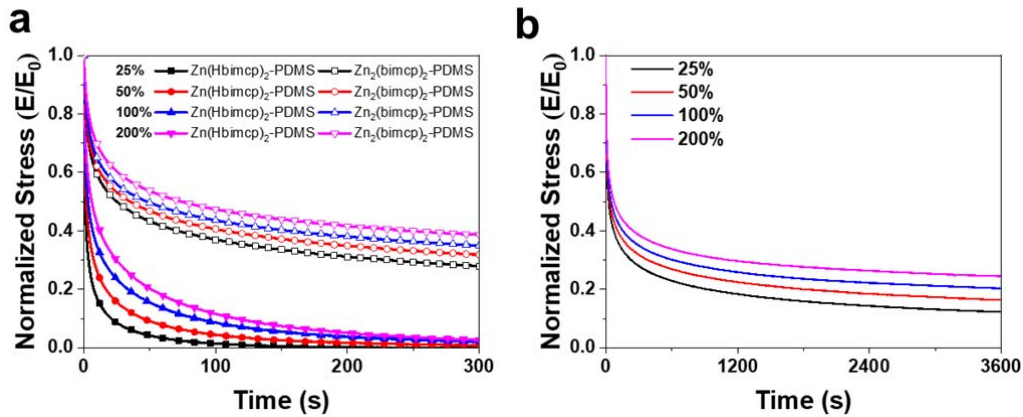 a
Normalized Stress (E/E₀)
1.0
0.8
0.6
0.4
0.2
0.0
25% Zn(Hbimcp)₂-PDMS Zn₂(bimcp)₂-PDMS
50% Zn(Hbimcp)₂-PDMS Zn₂(bimcp)₂-PDMS
100% Zn(Hbimcp)₂-PDMS Zn₂(bimcp)₂-PDMS
200% Zn(Hbimcp)₂-PDMS Zn₂(bimcp)₂-PDMS
0 100 200 300
Time (s)
b
Normalized Stress (E/E₀)
1.0
0.8
0.6
0.4
0.2
0.0
25%
50%
100%
200%
0 1200 2400 3600
Time (s)